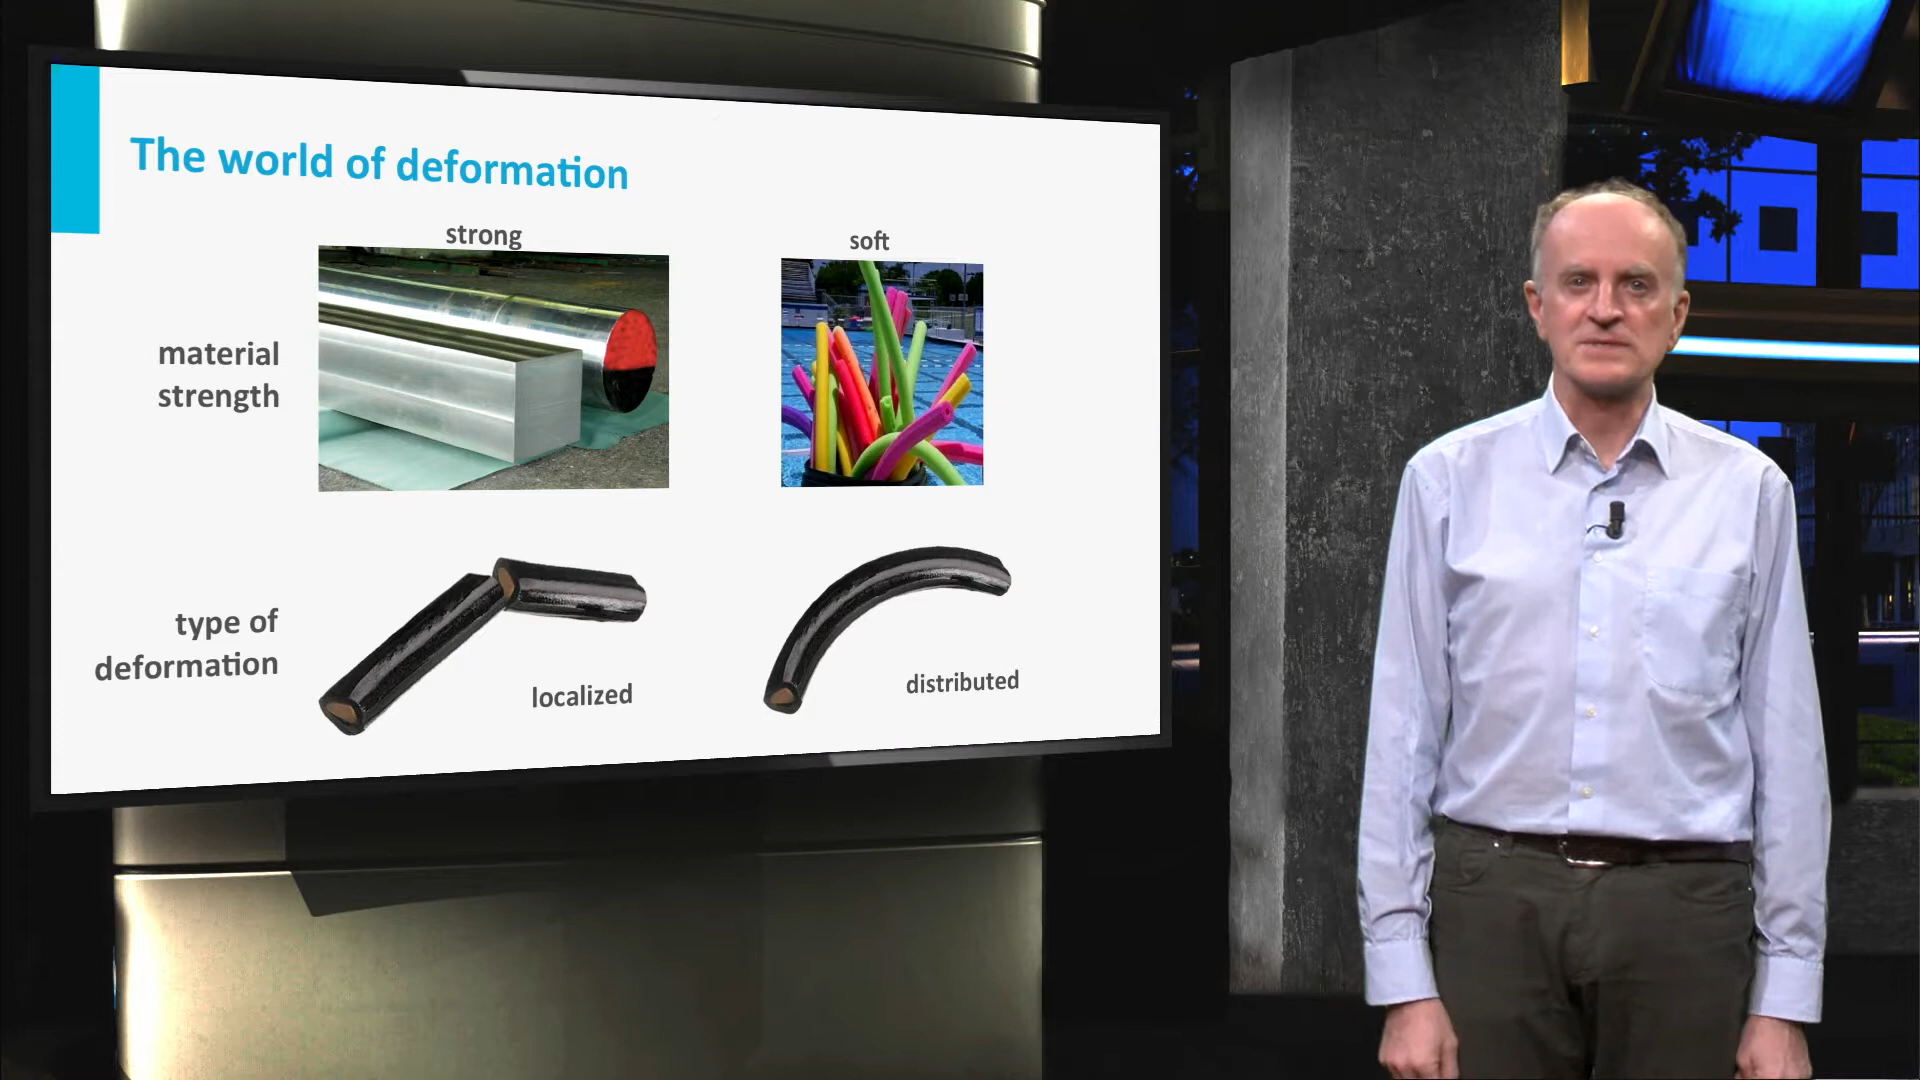 The world of deformation
strong
soft
material
strength
type of
deformation
localized
distributed